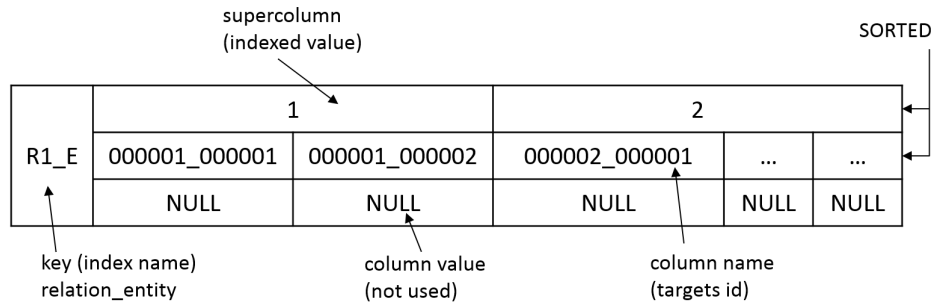 supercolumn
(indexed value)
SORTED
1 2
R1_E 000001_000001 000001_000002 000002_000001 ... ...
NULL NULL NULL NULL NULL
key (index name)
relation_entity
column value
(not used)
column name
(targets id)